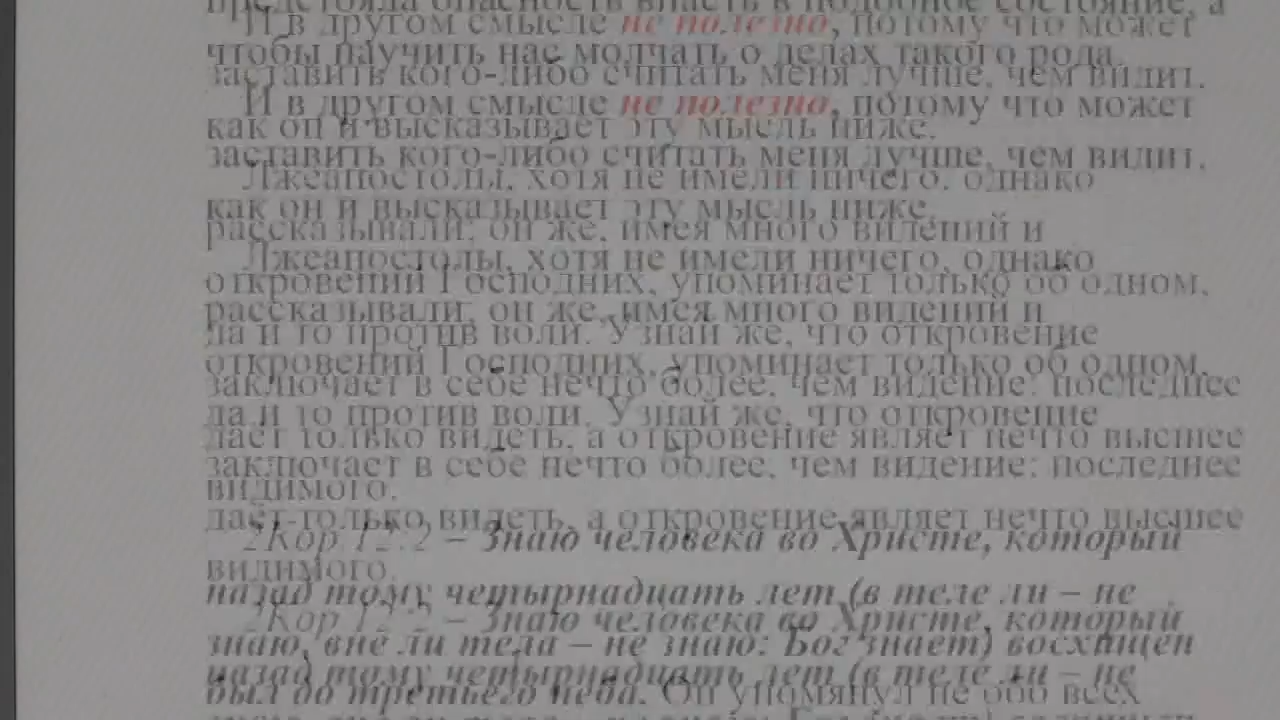 предстояла опасность впасть в подобное состояние, а
И в другом смысле не полезно, потому что может
чтобы научить нас молчать о делах такого рода.
заставить кого-либо считать меня лучше, чем видит,
И в другом смысле не полезно, потому что может
как он и высказывает эту мысль ниже.
заставить кого-либо считать меня лучше, чем видит,
Лжеапостолы, хотя не имели ничего, однако
как он и высказывает эту мысль ниже.
рассказывали; он же, имея много видений и
Лжеапостолы, хотя не имели ничего, однако
откровений Господних, упоминает только об одном,
рассказывали; он же, имея много видений и
да и то против воли. Узнай же, что откровение
откровений Господних, упоминает только об одном,
заключает в себе нечто более, чем видение: последнее
да и то против воли. Узнай же, что откровение
даёт только видеть, а откровение являет нечто высшее
заключает в себе нечто более, чем видение: последнее
видимого.
даёт только видеть, а откровение являет нечто высшее
2Кор.12:2 – Знаю человека во Христе, который
видимого.
назад тому четырнадцать лет (в теле ли – не
2Кор.12:2 – Знаю человека во Христе, который
знаю, вне ли тела – не знаю: Бог знает) восхищен
назад тому четырнадцать лет (в теле ли – не
был до третьего неба. Он упомянул не обо всех